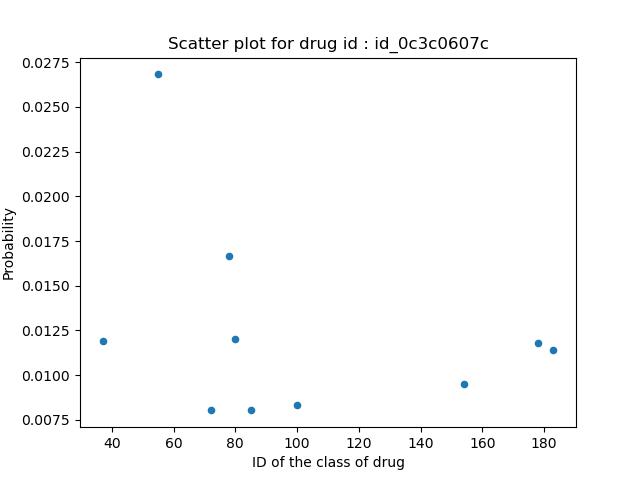 Scatter plot for drug id : id_0c3c0607c
0.0275
0.0250
0.0225
0.0200
0.0175
0.0150
0.0125
0.0100
0.0075
Probability
40 60 80 100 120 140 160 180
ID of the class of drug